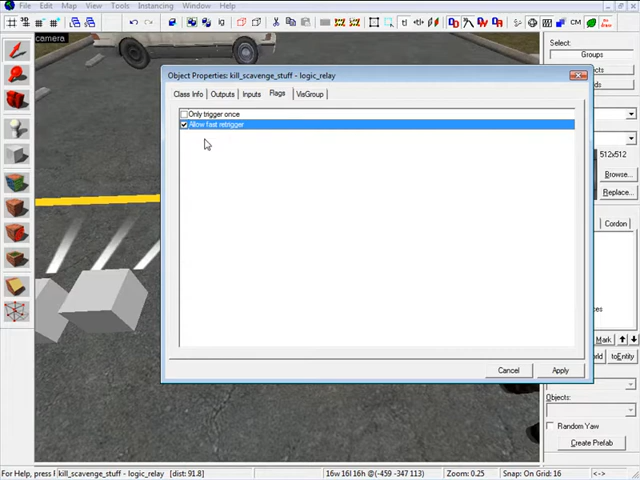 File Edit Map View Tools Instancing Window Help
camera
Select:
Groups
Object Properties: kill_scavenge_stuff - logic_relay
Class Info Outputs Inputs Flags VisGroup
Only trigger once
Allow fast retrigger
512x512
Browse...
Replace...
Cordon
Mark
toEntity
Cancel Apply
Objects:
Random Yaw
Create Prefab
For Help, press F
kill_scavenge_stuff - logic_relay [dist: 91.8]
16w 16l 16h @(-459 -347 113)
Zoom: 0.25
Snap: On Grid: 16
<->